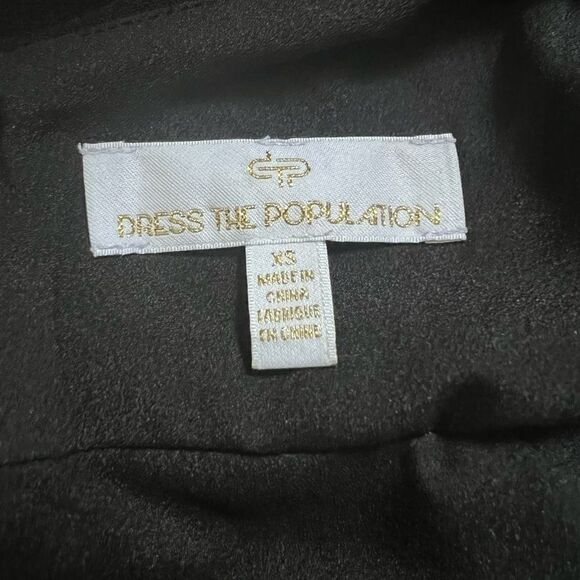 DRESS THE POPULATION
XS
MADE IN
CHINA
FABRIQUE
EN CHINE